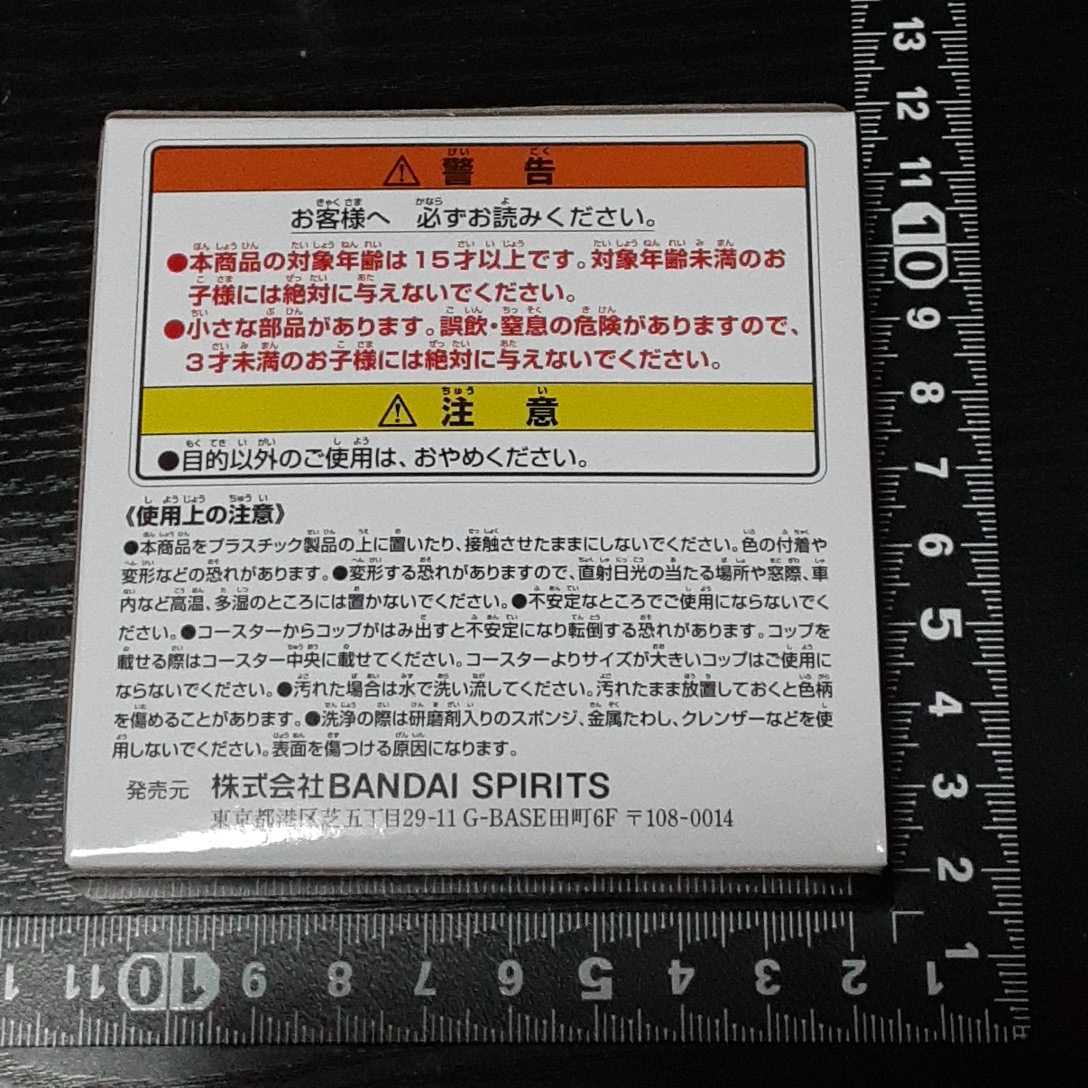 ⚠ 警告
お客様へ 必ずお読みください。
●本商品の対象年齢は15才以上です。対象年齢未満のお
子様には絶対に与えないでください。
●小さな部品があります。誤飲・窒息の危険がありますので、
3才未満のお子様には絶対に与えないでください。
⚠ 注意
●目的以外のご使用は、おやめください。
《使用上の注意》
●本商品をプラスチック製品の上に置いたり、接触させたままにしないでください。色の付着や
変形などの恐れがあります。●変形する恐れがありますので、直射日光の当たる場所や窓際、車
内など高温、多湿のところには置かないでください。●不安定なところでご使用にならないでく
ださい。●コースターからコップがはみ出すと不安定になり転倒する恐れがあります。コップを
載せる際はコースター中央に載せてください。コースターよりサイズが大きいコップはご使用に
ならないでください。●汚れた場合は水で洗い流してください。汚れたまま放置しておくと色柄
を傷めることがあります。●洗浄の際は研磨剤入りのスポンジ、金属たわし、クレンザーなどを使
用しないでください。表面を傷つける原因になります。
発売元 株式会社BANDAI SPIRITS
東京都港区芝五丁目29-11 G-BASE田町6F 〒108-0014
13
12
11
10
9
8
7
6
5
4
3
2
1
11 10 9 8 7 6 5 4 3 2 1